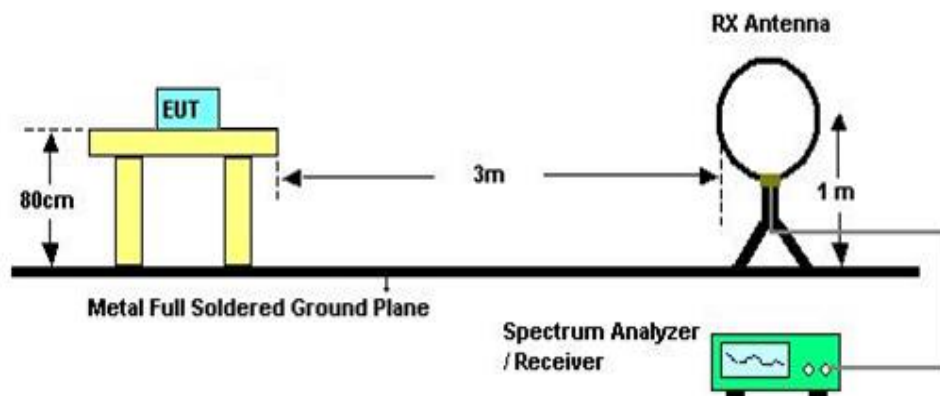 RX Antenna
EUT
3m
80cm
1 m
Metal Full Soldered Ground Plane
Spectrum Analyzer
/ Receiver